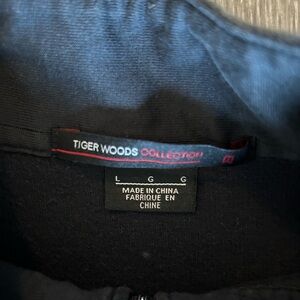 TIGER WOODS COLLECTION
L G G
MADE IN CHINA
FABRIQUE EN
CHINE